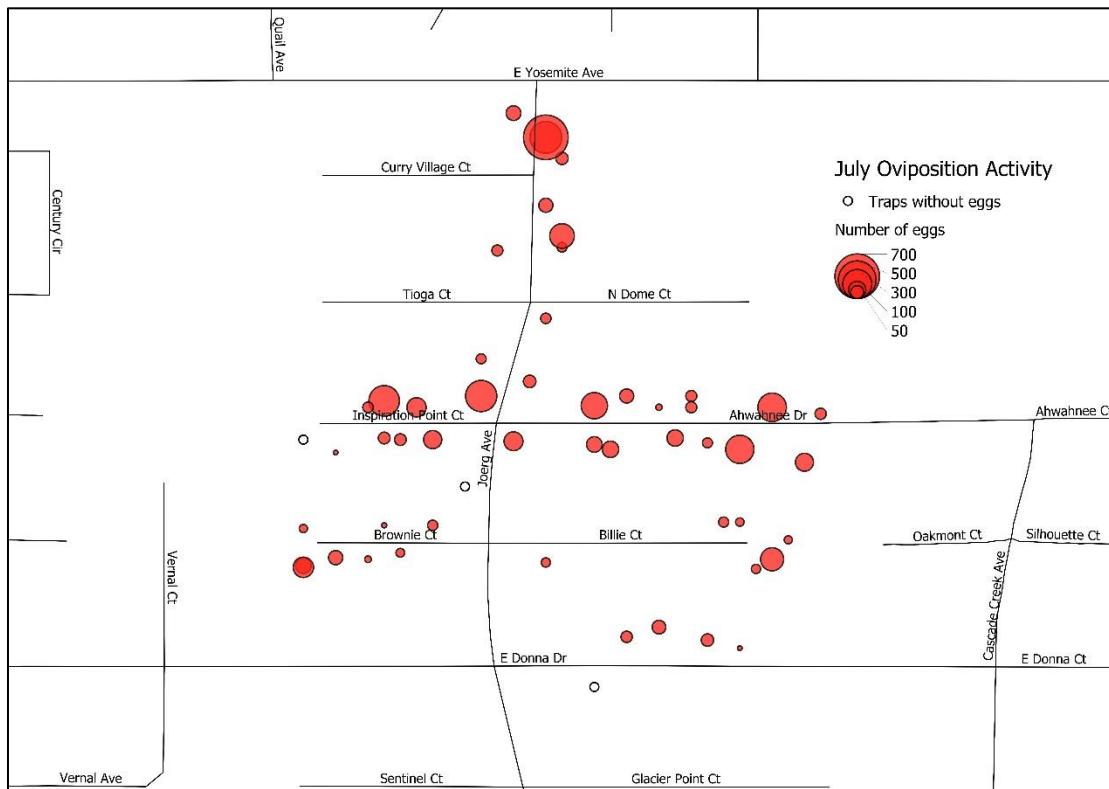 Quail Ave
E Yosemite Ave
Curry Village Ct
Century Cir
July Oviposition Activity
Traps without eggs
Number of eggs
700
500
300
100
50
Tioga Ct
N Dome Ct
Inspiration Point Ct
Ahwahnee Dr
Ahwahnee C
Joerg Ave
Brownie Ct
Billie Ct
Oakmont Ct
Silhouette Ct
Vernal Ct
Cascade Creek Ave
E Donna Dr
E Donna Ct
Vernal Ave
Sentinel Ct
Glacier Point Ct